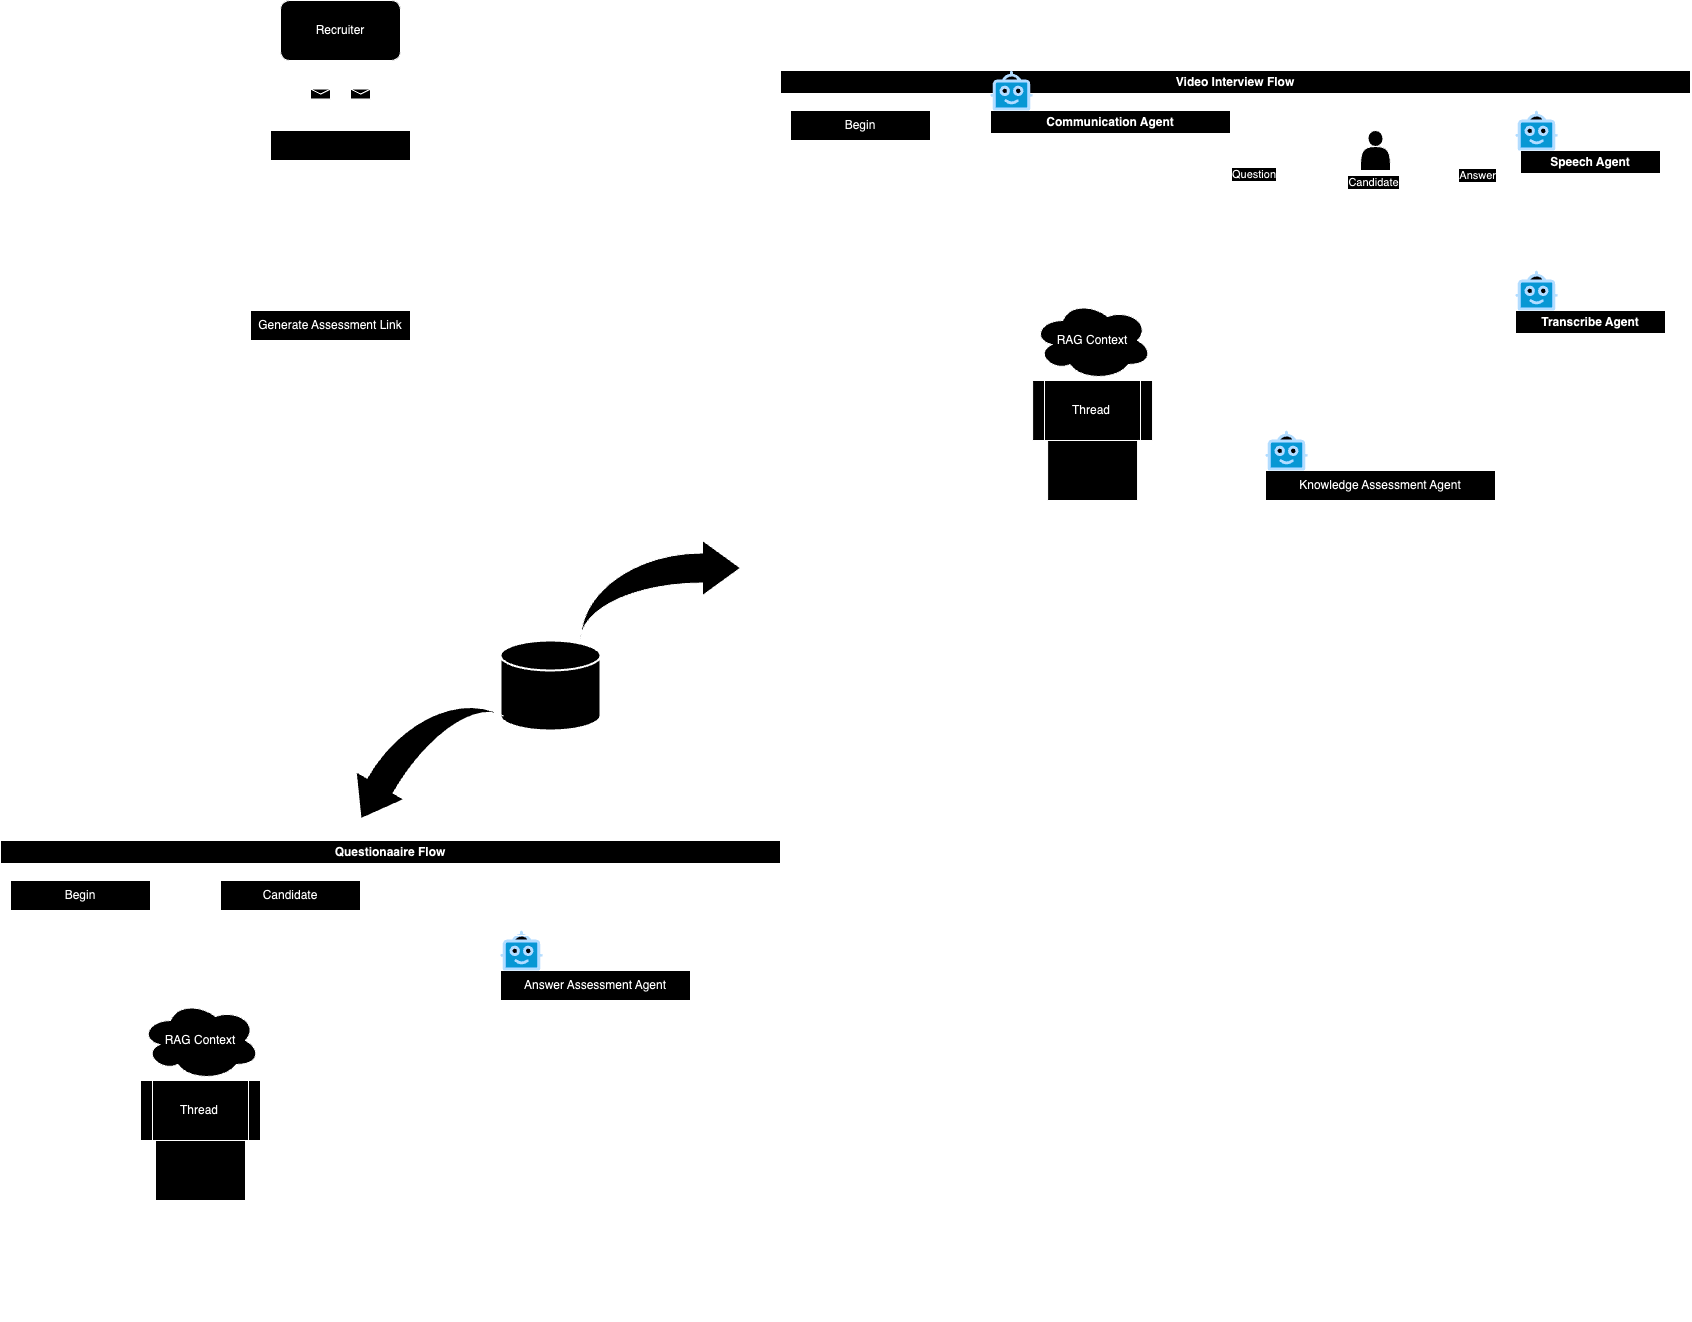 Recruiter
Generate Assessment Link
Video Interview Flow
Begin
Communication Agent
Question
Candidate
Answer
Speech Agent
Transcribe Agent
RAG Context
Thread
Knowledge Assessment Agent
Questionaaire Flow
Begin
Candidate
Answer Assessment Agent
RAG Context
Thread